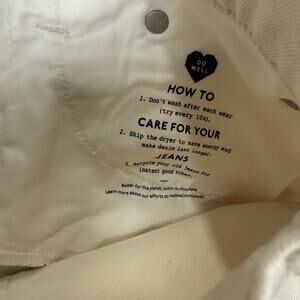 DO
WELL
HOW TO
1. Don't wash after each wear
(try every 10x).
CARE FOR YOUR
2. Skip the dryer to save energy and
make denim last longer.
JEANS
3. Recycle your old jeans for
instant good vibes.
Better for the planet,
Learn more about our efforts at